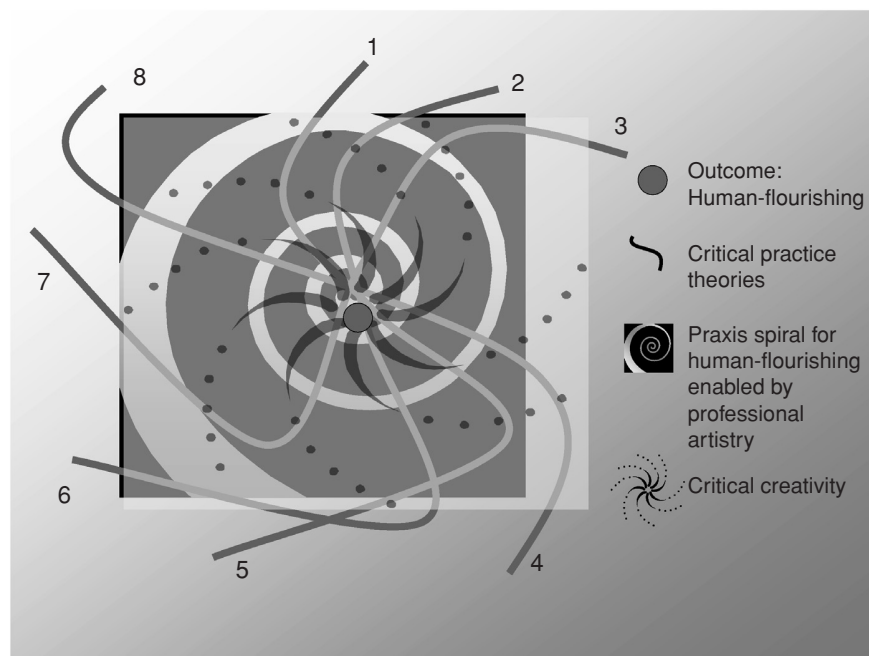 1
2
3
4
5
6
7
8
Outcome:
Human-flourishing
Critical practice
theories
Praxis spiral for
human-flourishing
enabled by
professional
artistry
Critical creativity